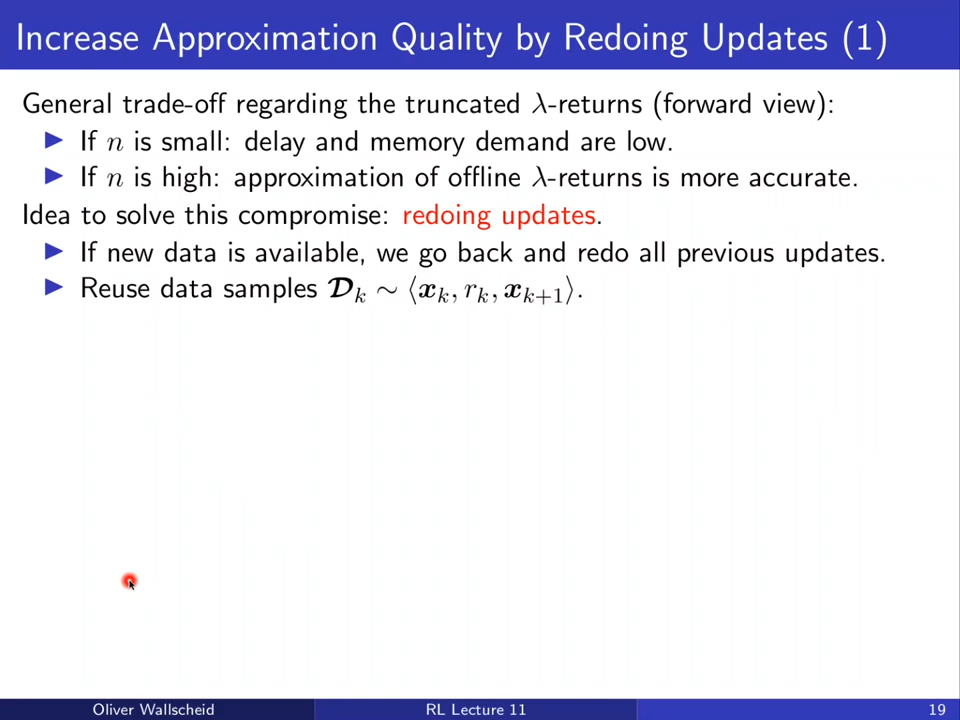 Increase Approximation Quality by Redoing Updates (1)
General trade-off regarding the truncated λ-returns (forward view):
▶ If n is small: delay and memory demand are low.
▶ If n is high: approximation of offline λ-returns is more accurate.
Idea to solve this compromise: redoing updates.
▶ If new data is available, we go back and redo all previous updates.
▶ Reuse data samples 𝓓ₖ ∼ ⟨𝒙ₖ, rₖ, 𝒙ₖ₊₁⟩.
Oliver Wallscheid RL Lecture 11 19